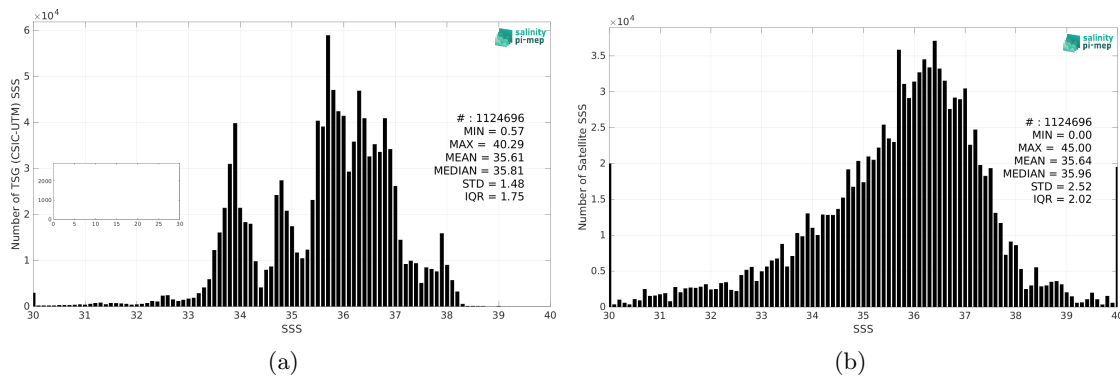 ×10⁴
6
5
4
3
2
1
0
30 31 32 33 34 35 36 37 38 39 40
SSS
Number of TSG (CSIC-UTM) SSS
2000
1000
0
0 5 10 15 20 25 30
salinity
pi-mep
# : 1124696
MIN = 0.57
MAX = 40.29
MEAN = 35.61
MEDIAN = 35.81
STD = 1.48
IQR = 1.75
(a)
×10⁴
3.5
3
2.5
2
1.5
1
0.5
0
30 31 32 33 34 35 36 37 38 39 40
SSS
Number of Satellite SSS
salinity
pi-mep
# : 1124696
MIN = 0.00
MAX = 45.00
MEAN = 35.64
MEDIAN = 35.96
STD = 2.52
IQR = 2.02
(b)